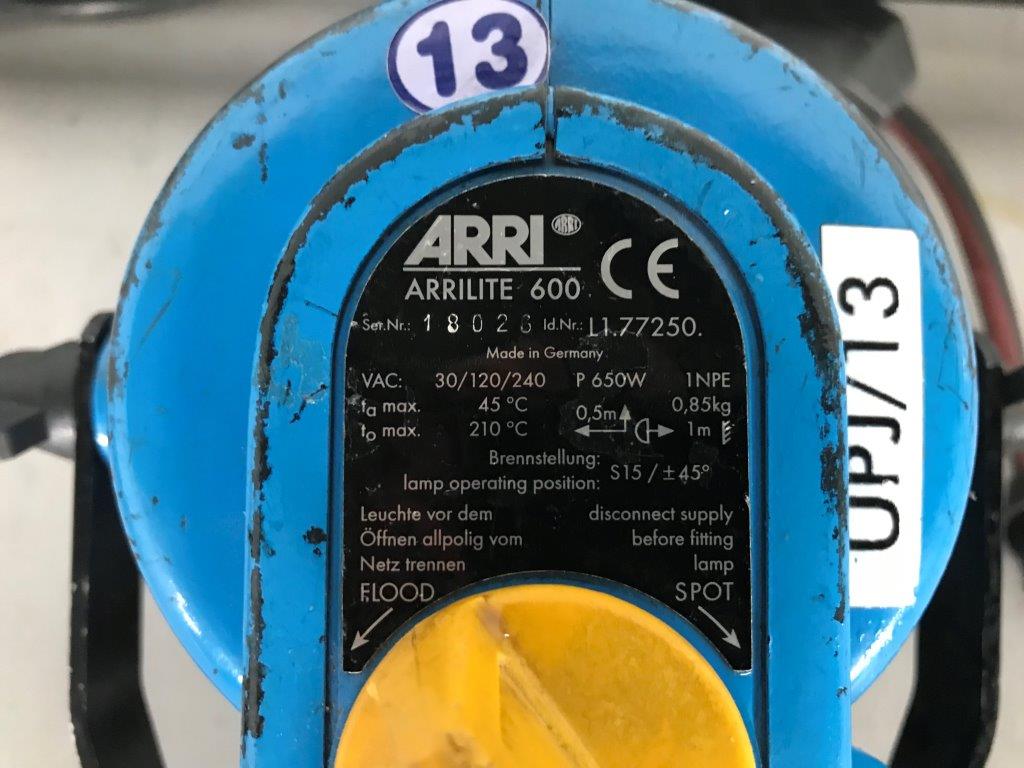 13
ARRI ARRI CE
ARRILITE 600
Ser.Nr.: Id.Nr.: L1.77250.
Made in Germany
VAC: 30/120/240 P 650W 1NPE
ta max. 45 °C 0,5m 0,85kg
to max. 210 °C 1m
Brennstellung:
lamp operating position: S15 / ±45°
Leuchte vor dem disconnect supply
Öffnen allpolig vom before fitting
Netz trennen lamp
FLOOD SPOT
UPJ/13